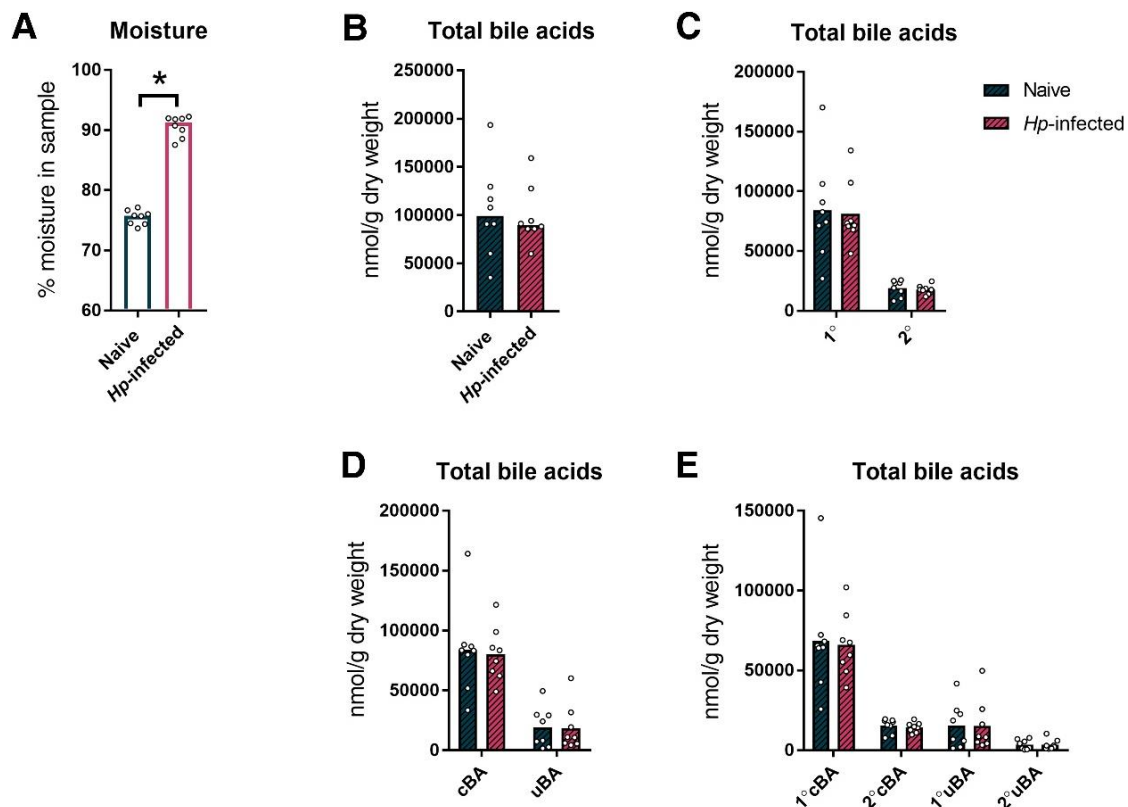 A
Moisture
% moisture in sample
100
90
80
70
60
*
Naive
Hp-infected
B
Total bile acids
nmol/g dry weight
250000
200000
150000
100000
50000
0
Naive
Hp-infected
C
Total bile acids
nmol/g dry weight
200000
150000
100000
50000
0
1°
2°
Naive
Hp-infected
D
Total bile acids
nmol/g dry weight
200000
150000
100000
50000
0
cBA
uBA
E
Total bile acids
nmol/g dry weight
150000
100000
50000
0
1°cBA
2°cBA
1°uBA
2°uBA